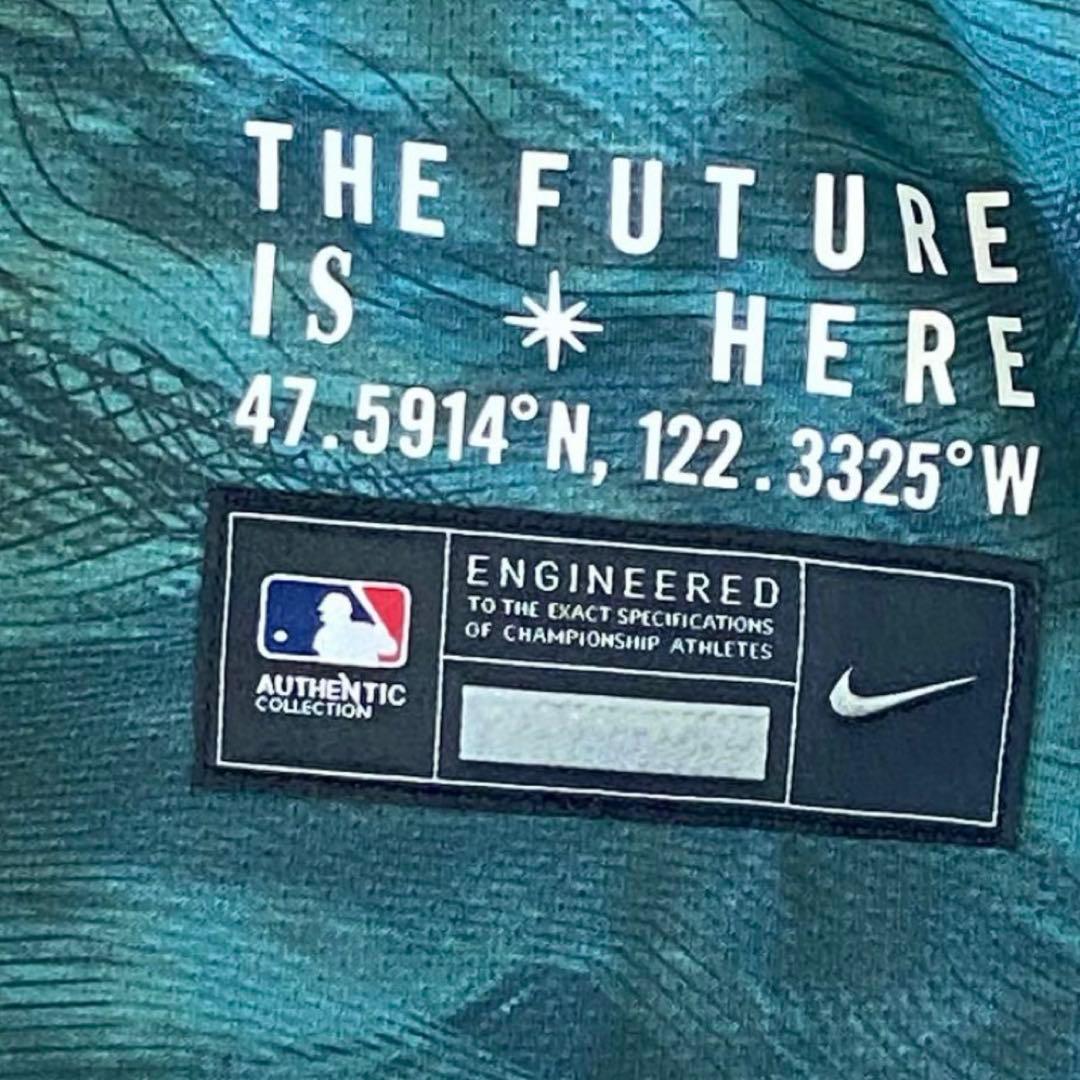 THE FUTURE
IS * HERE
47.5914°N, 122.3325°W
ENGINEERED
TO THE EXACT SPECIFICATIONS
OF CHAMPIONSHIP ATHLETES
AUTHENTIC
COLLECTION